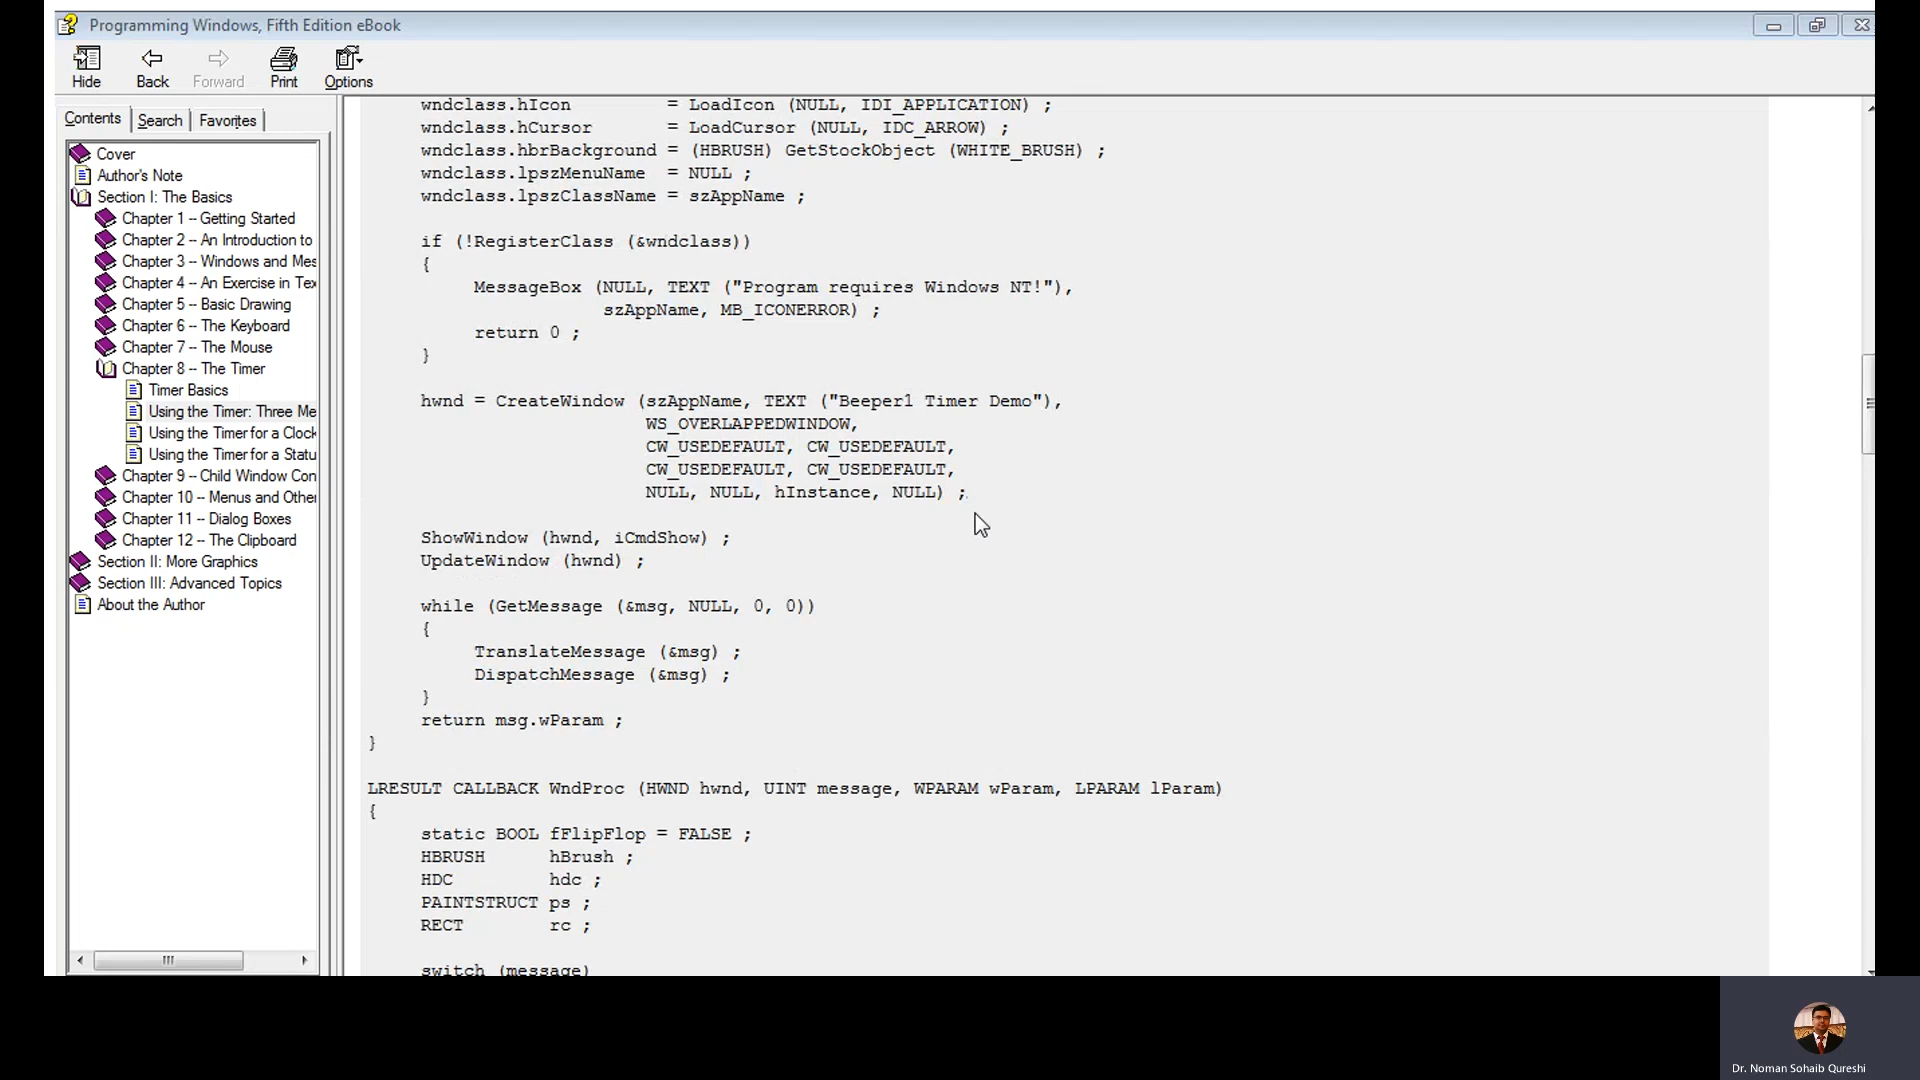 Programming Windows, Fifth Edition eBook
Hide Back Forward Print Options
Contents Search Favorites
Cover
Author's Note
Section I: The Basics
Chapter 1 -- Getting Started
Chapter 2 -- An Introduction to
Chapter 3 -- Windows and Mes
Chapter 4 -- An Exercise in Tex
Chapter 5 -- Basic Drawing
Chapter 6 -- The Keyboard
Chapter 7 -- The Mouse
Chapter 8 -- The Timer
Timer Basics
Using the Timer: Three Me
Using the Timer for a Clock
Using the Timer for a Statu
Chapter 9 -- Child Window Con
Chapter 10 -- Menus and Other
Chapter 11 -- Dialog Boxes
Chapter 12 -- The Clipboard
Section II: More Graphics
Section III: Advanced Topics
About the Author
wndclass.hIcon = LoadIcon (NULL, IDI_APPLICATION) ;
wndclass.hCursor = LoadCursor (NULL, IDC_ARROW) ;
wndclass.hbrBackground = (HBRUSH) GetStockObject (WHITE_BRUSH) ;
wndclass.lpszMenuName = NULL ;
wndclass.lpszClassName = szAppName ;
if (!RegisterClass (&wndclass))
{
MessageBox (NULL, TEXT ("Program requires Windows NT!"),
szAppName, MB_ICONERROR) ;
return 0 ;
}
hwnd = CreateWindow (szAppName, TEXT ("Beeper1 Timer Demo"),
WS_OVERLAPPEDWINDOW,
CW_USEDEFAULT, CW_USEDEFAULT,
CW_USEDEFAULT, CW_USEDEFAULT,
NULL, NULL, hInstance, NULL) ;
ShowWindow (hwnd, iCmdShow) ;
UpdateWindow (hwnd) ;
while (GetMessage (&msg, NULL, 0, 0))
{
TranslateMessage (&msg) ;
DispatchMessage (&msg) ;
}
return msg.wParam ;
}
LRESULT CALLBACK WndProc (HWND hwnd, UINT message, WPARAM wParam, LPARAM lParam)
{
static BOOL fFlipFlop = FALSE ;
HBRUSH hBrush ;
HDC hdc ;
PAINTSTRUCT ps ;
RECT rc ;
switch (message)
Dr. Noman Sohaib Qureshi